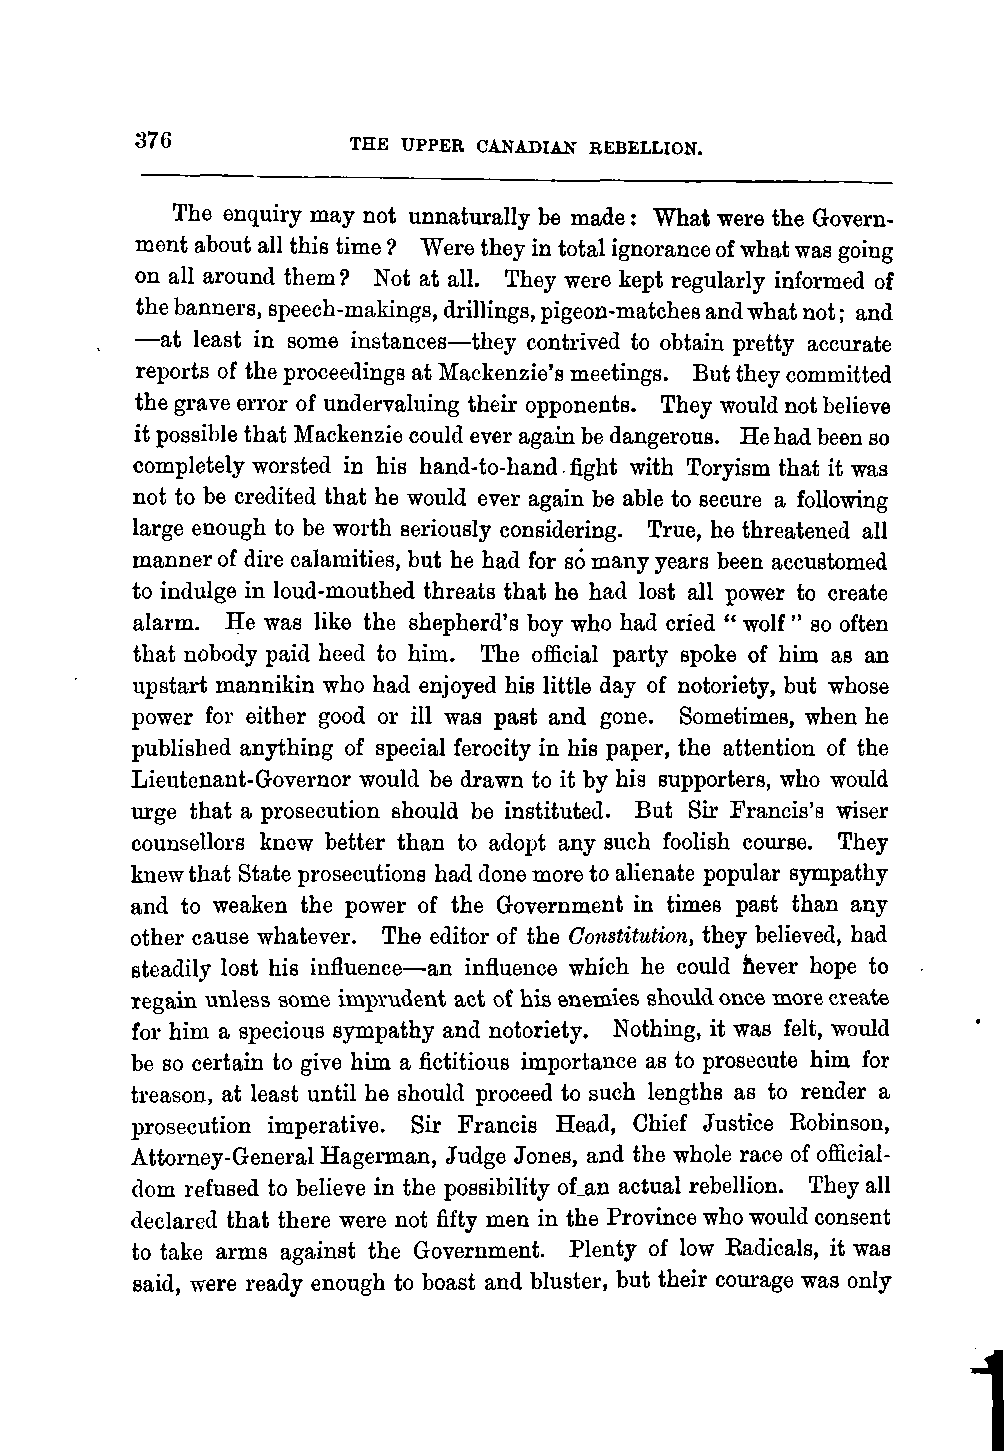 376 THE UPPER CANADIAN REBELLION.
The enquiry may not unnaturally be made: What were the Govern-
ment about all this time? Were they in total ignorance of what was going
on all around them? Not at all. They were kept regularly informed of
the banners, speech-makings, drillings, pigeon-matches and what not; and
—at least in some instances—they contrived to obtain pretty accurate
reports of the proceedings at Mackenzie's meetings. But they committed
the grave error of undervaluing their opponents. They would not believe
it possible that Mackenzie could ever again be dangerous. He had been so
completely worsted in his hand-to-hand fight with Toryism that it was
not to be credited that he would ever again be able to secure a following
large enough to be worth seriously considering. True, he threatened all
manner of dire calamities, but he had for so many years been accustomed
to indulge in loud-mouthed threats that he had lost all power to create
alarm. He was like the shepherd's boy who had cried "wolf" so often
that nobody paid heed to him. The official party spoke of him as an
upstart mannikin who had enjoyed his little day of notoriety, but whose
power for either good or ill was past and gone. Sometimes, when he
published anything of special ferocity in his paper, the attention of the
Lieutenant-Governor would be drawn to it by his supporters, who would
urge that a prosecution should be instituted. But Sir Francis's wiser
counsellors knew better than to adopt any such foolish course. They
knew that State prosecutions had done more to alienate popular sympathy
and to weaken the power of the Government in times past than any
other cause whatever. The editor of the Constitution, they believed, had
steadily lost his influence—an influence which he could never hope to
regain unless some imprudent act of his enemies should once more create
for him a specious sympathy and notoriety. Nothing, it was felt, would
be so certain to give him a fictitious importance as to prosecute him for
treason, at least until he should proceed to such lengths as to render a
prosecution imperative. Sir Francis Head, Chief Justice Robinson,
Attorney-General Hagerman, Judge Jones, and the whole race of official-
dom refused to believe in the possibility of an actual rebellion. They all
declared that there were not fifty men in the Province who would consent
to take arms against the Government. Plenty of low Radicals, it was
said, were ready enough to boast and bluster, but their courage was only